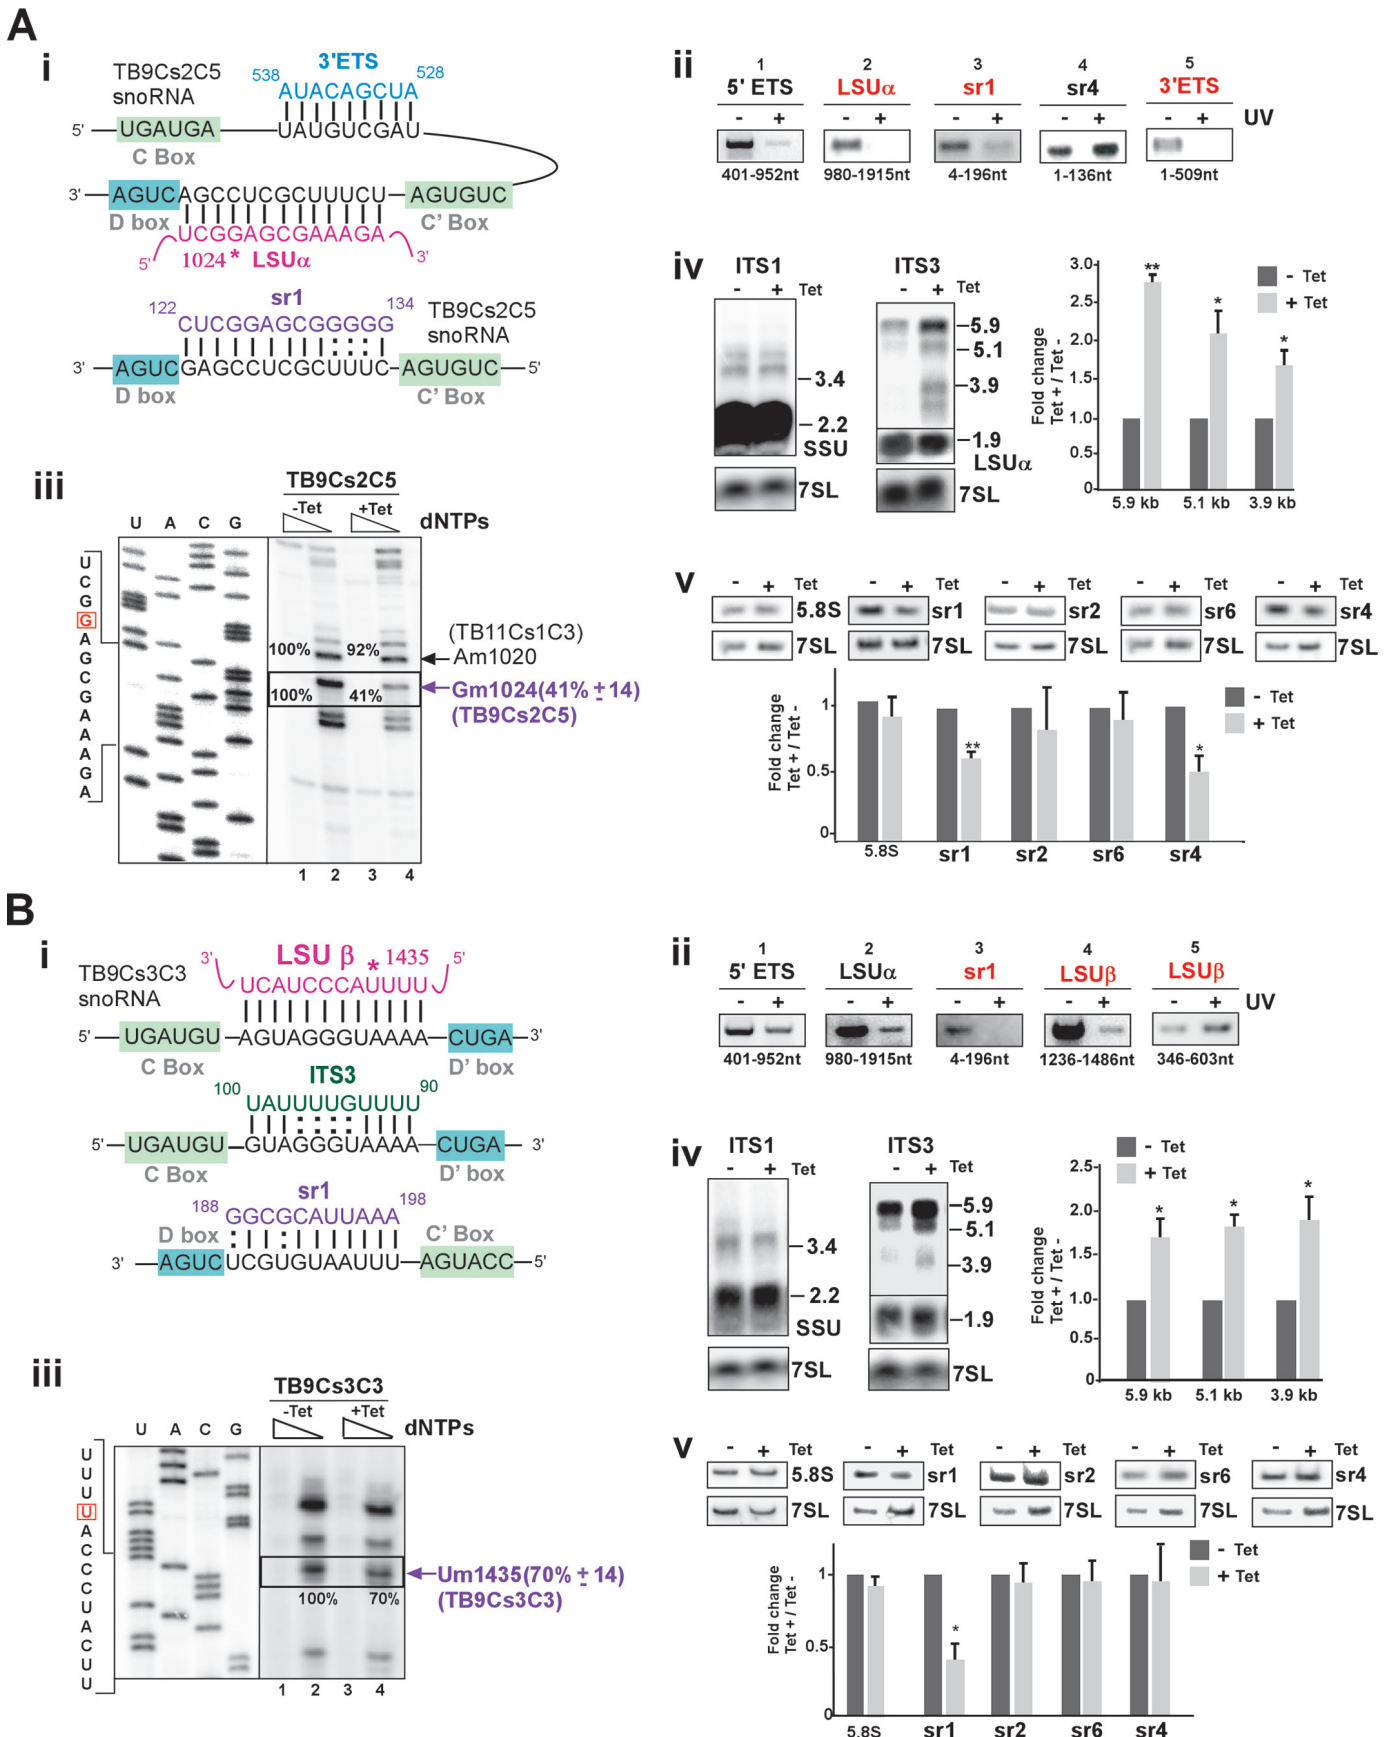 A
i
TB9Cs2C5
snoRNA
3'ETS
538
528
AUACAGCUA
5'
UGAUGA
UAUGUCGAU
C Box
3'
AGUC
AGCCUCGCUUUCU
AGUGUC
D box
C' Box
UCGGAGCGAAAGA
5'
1024 * LSUα
3'
sr1
122
134
CUCGGAGCGGGGG
TB9Cs2C5
snoRNA
3'
AGUC
GAGCCUCGCUUUC
AGUGUC
5'
D box
C' Box
ii
1 2 3 4 5
5' ETS LSUα sr1 sr4 3'ETS
- + - + - + - + - + UV
401-952nt 980-1915nt 4-196nt 1-136nt 1-509nt
iii
TB9Cs2C5
-Tet +Tet
dNTPs
U A C G
U
C
G
G
A
G
C
G
A
A
A
G
A
100% 92%
(TB11Cs1C3)
Am1020
100% 41%
Gm1024(41% ± 14)
(TB9Cs2C5)
1 2 3 4
iv
ITS1 ITS3
- + Tet - + Tet
3.4
2.2
SSU
7SL
5.9
5.1
3.9
1.9
LSUα
7SL
Fold change
Tet + / Tet -
3.0
2.5
2.0
1.5
1.0
0.5
0
** * *
- Tet
+ Tet
5.9 kb 5.1 kb 3.9 kb
v
- + Tet - + Tet - + Tet - + Tet - + Tet
5.8S sr1 sr2 sr6 sr4
7SL 7SL 7SL 7SL 7SL
Fold change
Tet + / Tet -
1
0.5
0
** *
- Tet
+ Tet
5.8S sr1 sr2 sr6 sr4
B
i
TB9Cs3C3
snoRNA
3'
LSU β * 1435
5'
UCAUCCCAUUUU
5'
UGAUGU
AGUAGGGUAAAA
CUGA
3'
C Box
D' box
ITS3
100
90
UAUUUUGUUUU
5'
UGAUGU
GUAGGGUAAAA
CUGA
3'
C Box
D' box
sr1
188
198
GGCGCAUUAAA
D box
C' Box
3'
AGUC
UCGUGUAAUUU
AGUACC
5'
ii
1 2 3 4 5
5' ETS LSUα sr1 LSUβ LSUβ
- + - + - + - + - + UV
401-952nt 980-1915nt 4-196nt 1236-1486nt 346-603nt
iii
TB9Cs3C3
-Tet +Tet
dNTPs
U A C G
U
U
U
U
A
C
C
C
U
A
C
U
U
Um1435(70% ± 14)
(TB9Cs3C3)
100% 70%
1 2 3 4
iv
ITS1 ITS3
- + Tet - + Tet
3.4
2.2
SSU
7SL
5.9
5.1
3.9
1.9
7SL
Fold change
Tet + / Tet -
2.5
2.0
1.5
1.0
0.5
0
* * *
- Tet
+ Tet
5.9 kb 5.1 kb 3.9 kb
v
- + Tet - + Tet - + Tet - + Tet - + Tet
5.8S sr1 sr2 sr6 sr4
7SL 7SL 7SL 7SL 7SL
Fold change
Tet + / Tet -
1
0.5
0
*
- Tet
+ Tet
5.8S sr1 sr2 sr6 sr4